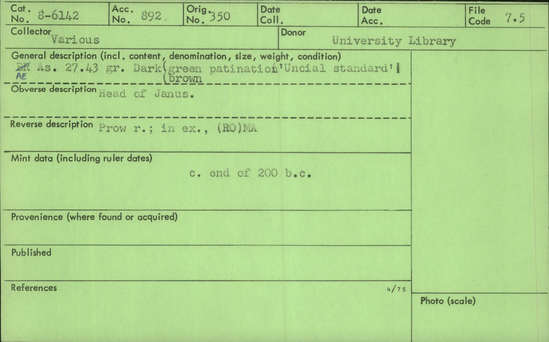 Cat. No. 8-6142 Acc. No. 892 Orig. No. 350 Date Coll. Date Acc. File Code 7.5
Collector Various Donor University Library
General description (incl. content, denomination, size, weight, condition)
AE As. 27.43 gr. Dark (green patination 'Uncial standard'
(brown
Obverse description Head of Janus.
Reverse description Prow r.; in ex., (RO)MA
Mint data (including ruler dates)
c. end of 200 b.c.
Provenience (where found or acquired)
Published
References 4/75
Photo (scale)